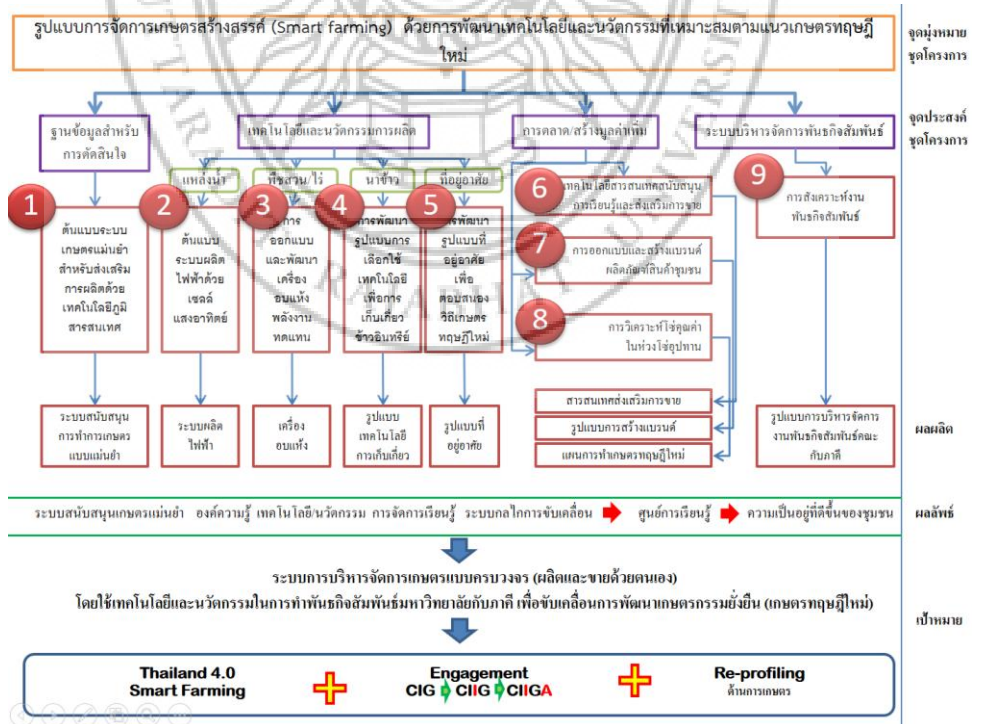 รูปแบบการจัดการเกษตรสร้างสรรค์ (Smart farming) ด้วยการพัฒนาเทคโนโลยีและนวัตกรรมที่เหมาะสมตามแนวเกษตรทฤษฎี
ใหม่
จุดมุ่งหมาย
ชุดโครงการ
ฐานข้อมูลสำหรับ
การตัดสินใจ
เทคโนโลยีและนวัตกรรมการผลิต
การตลาด/สร้างมูลค่าเพิ่ม
ระบบบริหารจัดการพันธกิจสัมพันธ์
จุดประสงค์
ชุดโครงการ
แหล่งน้ำ
พืชสวน/ไร่
นาข้าว
ที่อยู่อาศัย
1
ต้นแบบระบบ
เกษตรแม่นยำ
สำหรับส่งเสริม
การผลิตด้วย
เทคโนโลยีภูมิ
สารสนเทศ
2
ต้นแบบ
ระบบผลิต
ไฟฟ้าด้วย
เซลล์
แสงอาทิตย์
3
การ
ออกแบบ
และพัฒนา
เครื่อง
อบแห้ง
พลังงาน
ทดแทน
4
การพัฒนา
รูปแบบการ
เลือกใช้
เทคโนโลยี
เพื่อการ
เก็บเกี่ยว
ข้าวอินทรีย์
5
การพัฒนา
รูปแบบที่
อยู่อาศัย
เพื่อ
ตอบสนอง
วิถีเกษตร
ทฤษฎีใหม่
6
เทคโนโลยีสารสนเทศสนับสนุน
การเรียนรู้และส่งเสริมการขาย
7
การออกแบบและสร้างแบรนด์
ผลิตภัณฑ์สินค้าชุมชน
8
การวิเคราะห์โซ่คุณค่า
ในห่วงโซ่อุปทาน
9
การสังเคราะห์งาน
พันธกิจสัมพันธ์
ระบบสนับสนุน
การทำการเกษตร
แบบแม่นยำ
ระบบผลิต
ไฟฟ้า
เครื่อง
อบแห้ง
รูปแบบ
เทคโนโลยี
การเก็บเกี่ยว
รูปแบบที่
อยู่อาศัย
สารสนเทศส่งเสริมการขาย
รูปแบบการสร้างแบรนด์
แผนการทำเกษตรทฤษฎีใหม่
รูปแบบการบริหารจัดการ
งานพันธกิจสัมพันธ์คณะ
กับภาคี
ผลผลิต
ระบบสนับสนุนเกษตรแม่นยำ องค์ความรู้ เทคโนโลยี/นวัตกรรม การจัดการเรียนรู้ ระบบกลไกการขับเคลื่อน ศูนย์การเรียนรู้ ความเป็นอยู่ที่ดีขึ้นของชุมชน
ผลลัพธ์
ระบบการบริหารจัดการเกษตรแบบครบวงจร (ผลิตและขายด้วยตนเอง)
โดยใช้เทคโนโลยีและนวัตกรรมในการทำพันธกิจสัมพันธ์มหาวิทยาลัยกับภาคี เพื่อขับเคลื่อนการพัฒนาเกษตรกรรมยั่งยืน (เกษตรทฤษฎีใหม่)
เป้าหมาย
Thailand 4.0
Smart Farming
Engagement
CIG CIIG CIIGA
Re-profiling
ด้านการเกษตร
RAJABHAT UNIVERSI